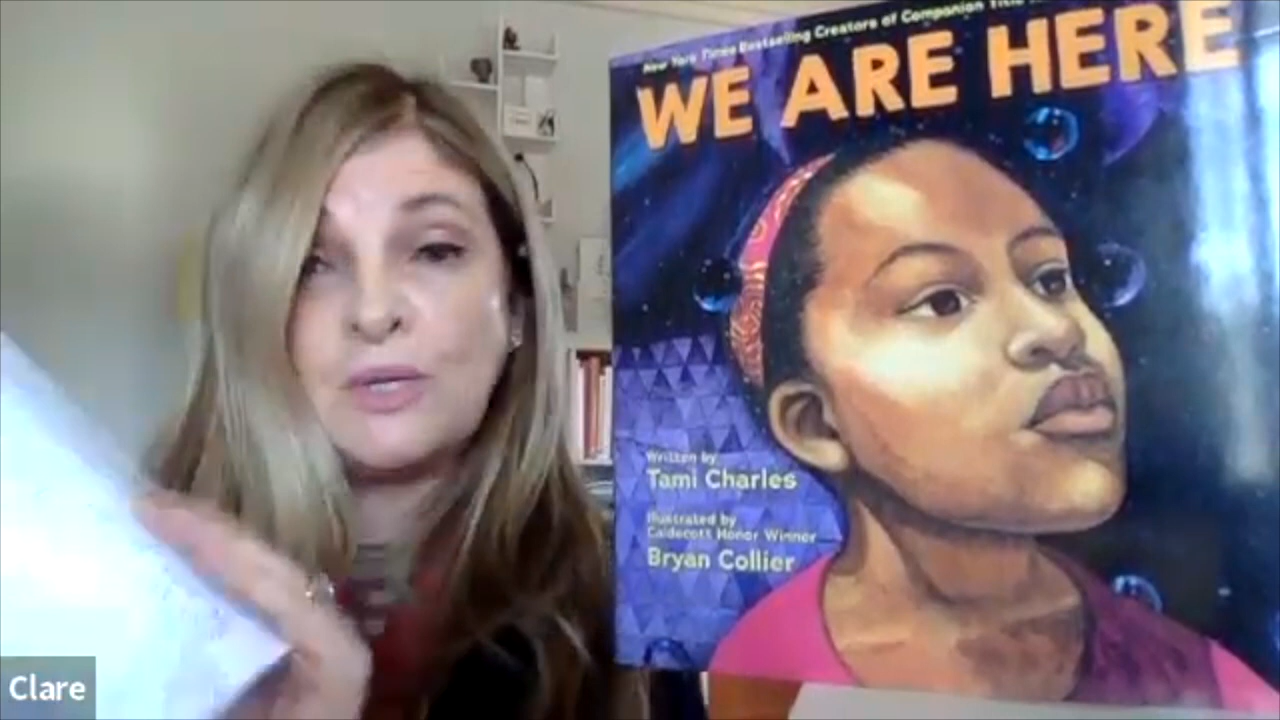 New York Times Bestselling Creators of Companion Title
WE ARE HERE
Written by
Tami Charles
Illustrated by
Caldecott Honor Winner
Bryan Collier
Clare